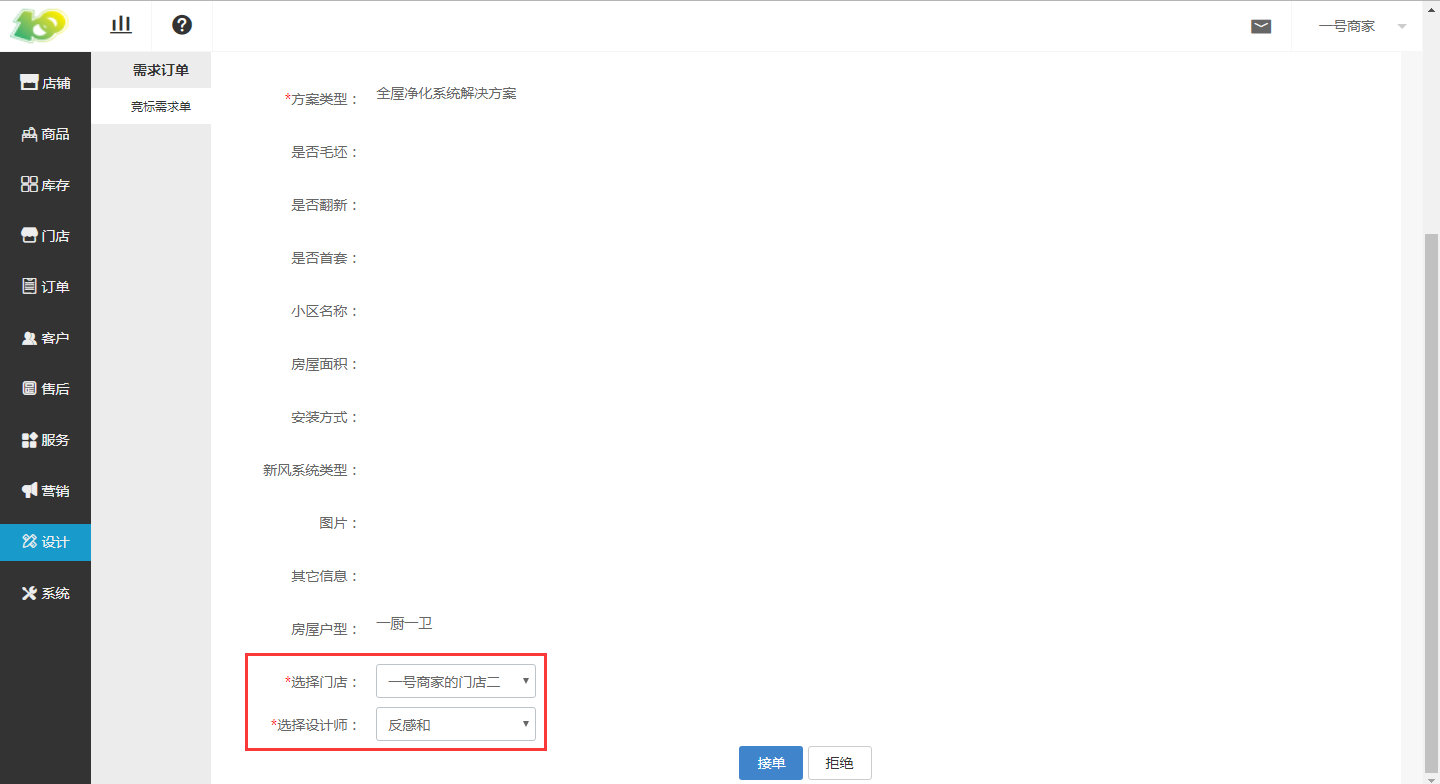 一号商家
店铺
商品
库存
门店
订单
客户
售后
服务
营销
设计
系统
需求订单
竞标需求单
*方案类型： 全屋净化系统解决方案
是否毛坯：
是否翻新：
是否首套：
小区名称：
房屋面积：
安装方式：
新风系统类型：
图片：
其它信息：
房屋户型： 一厨一卫
*选择门店： 一号商家的门店二
*选择设计师： 反感和
接单 拒绝